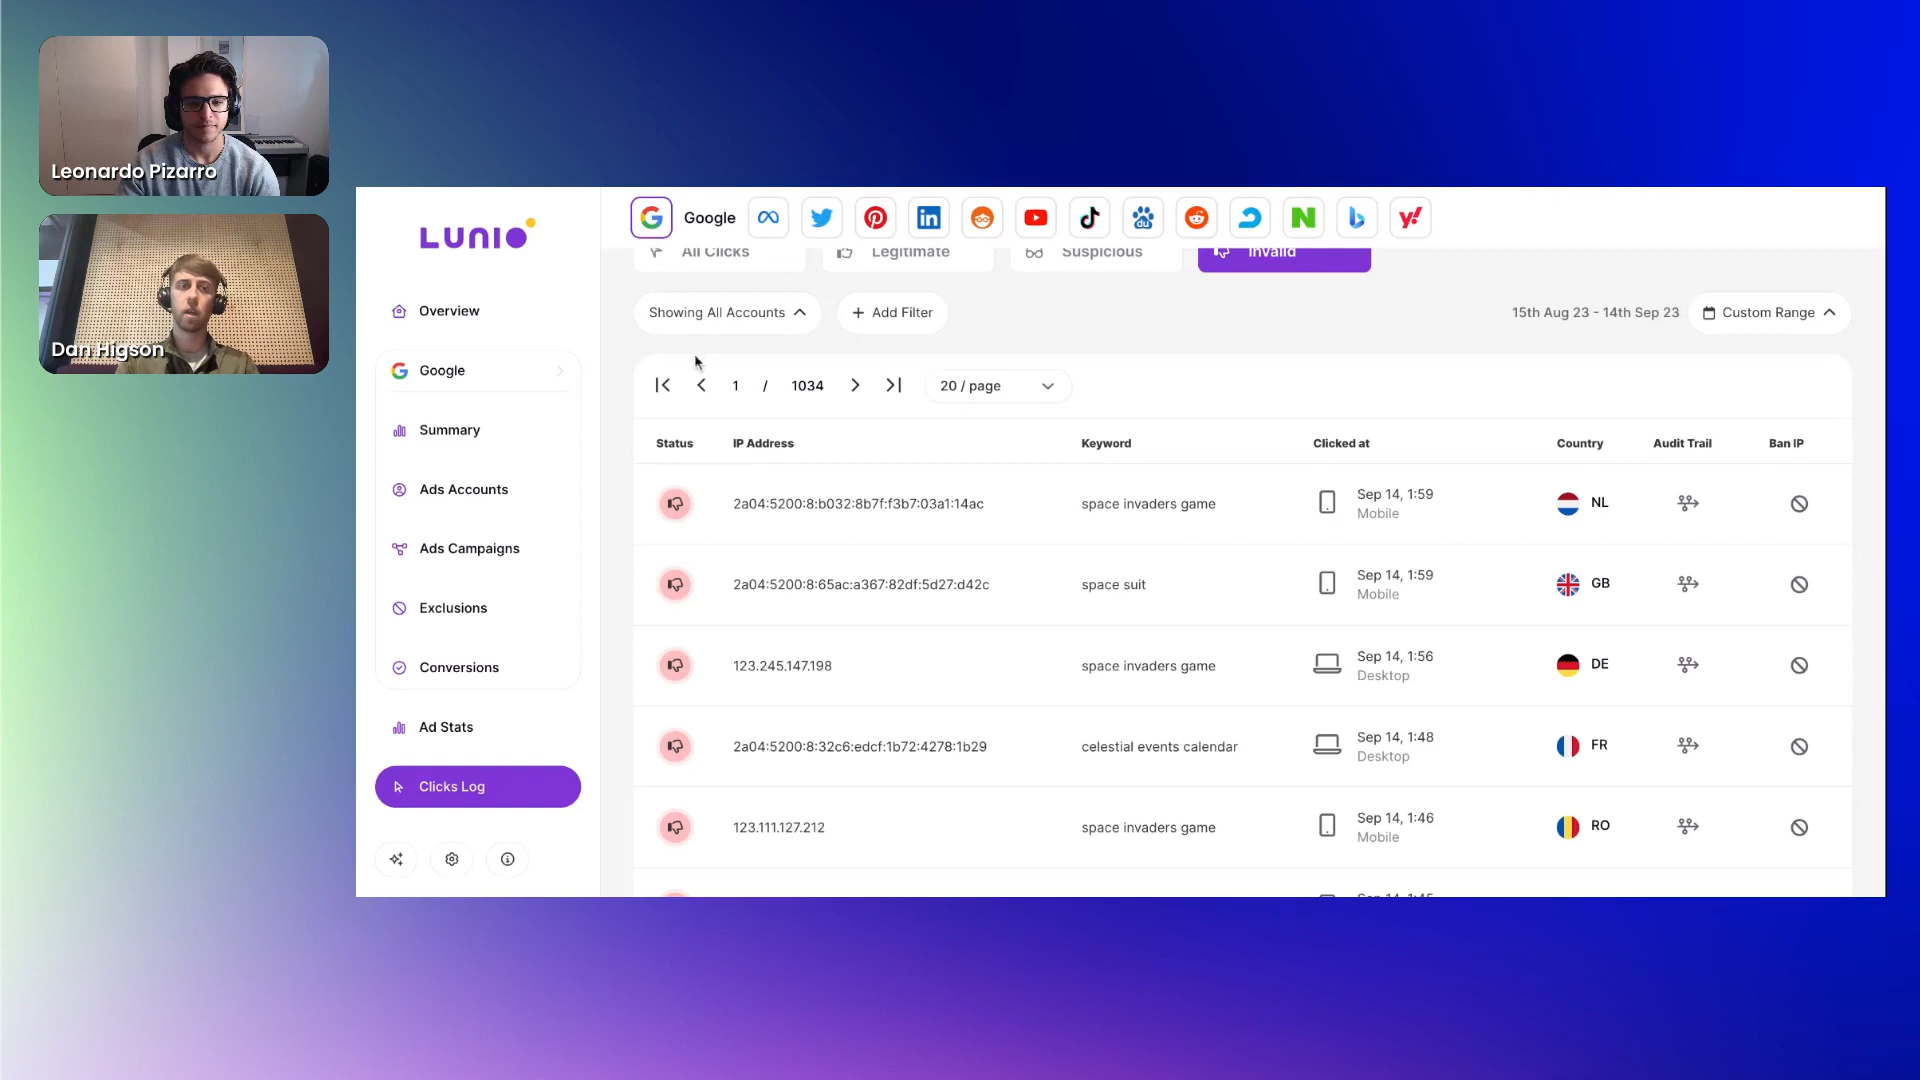 Leonardo Pizarro
Dan Higson
LUNIO
Overview
Google
Summary
Ads Accounts
Ads Campaigns
Exclusions
Conversions
Ad Stats
Clicks Log
Google
All Clicks
Legitimate
Suspicious
Invalid
Showing All Accounts
+ Add Filter
15th Aug 23 - 14th Sep 23
Custom Range
1 / 1034
20 / page
Status IP Address Keyword Clicked at Country Audit Trail Ban IP
2a04:5200:8:b032:8b7f:f3b7:03a1:14ac space invaders game Sep 14, 1:59 NL
Mobile
2a04:5200:8:65ac:a367:82df:5d27:d42c space suit Sep 14, 1:59 GB
Mobile
123.245.147.198 space invaders game Sep 14, 1:56 DE
Desktop
2a04:5200:8:32c6:edcf:1b72:4278:1b29 celestial events calendar Sep 14, 1:48 FR
Desktop
123.111.127.212 space invaders game Sep 14, 1:46 RO
Mobile